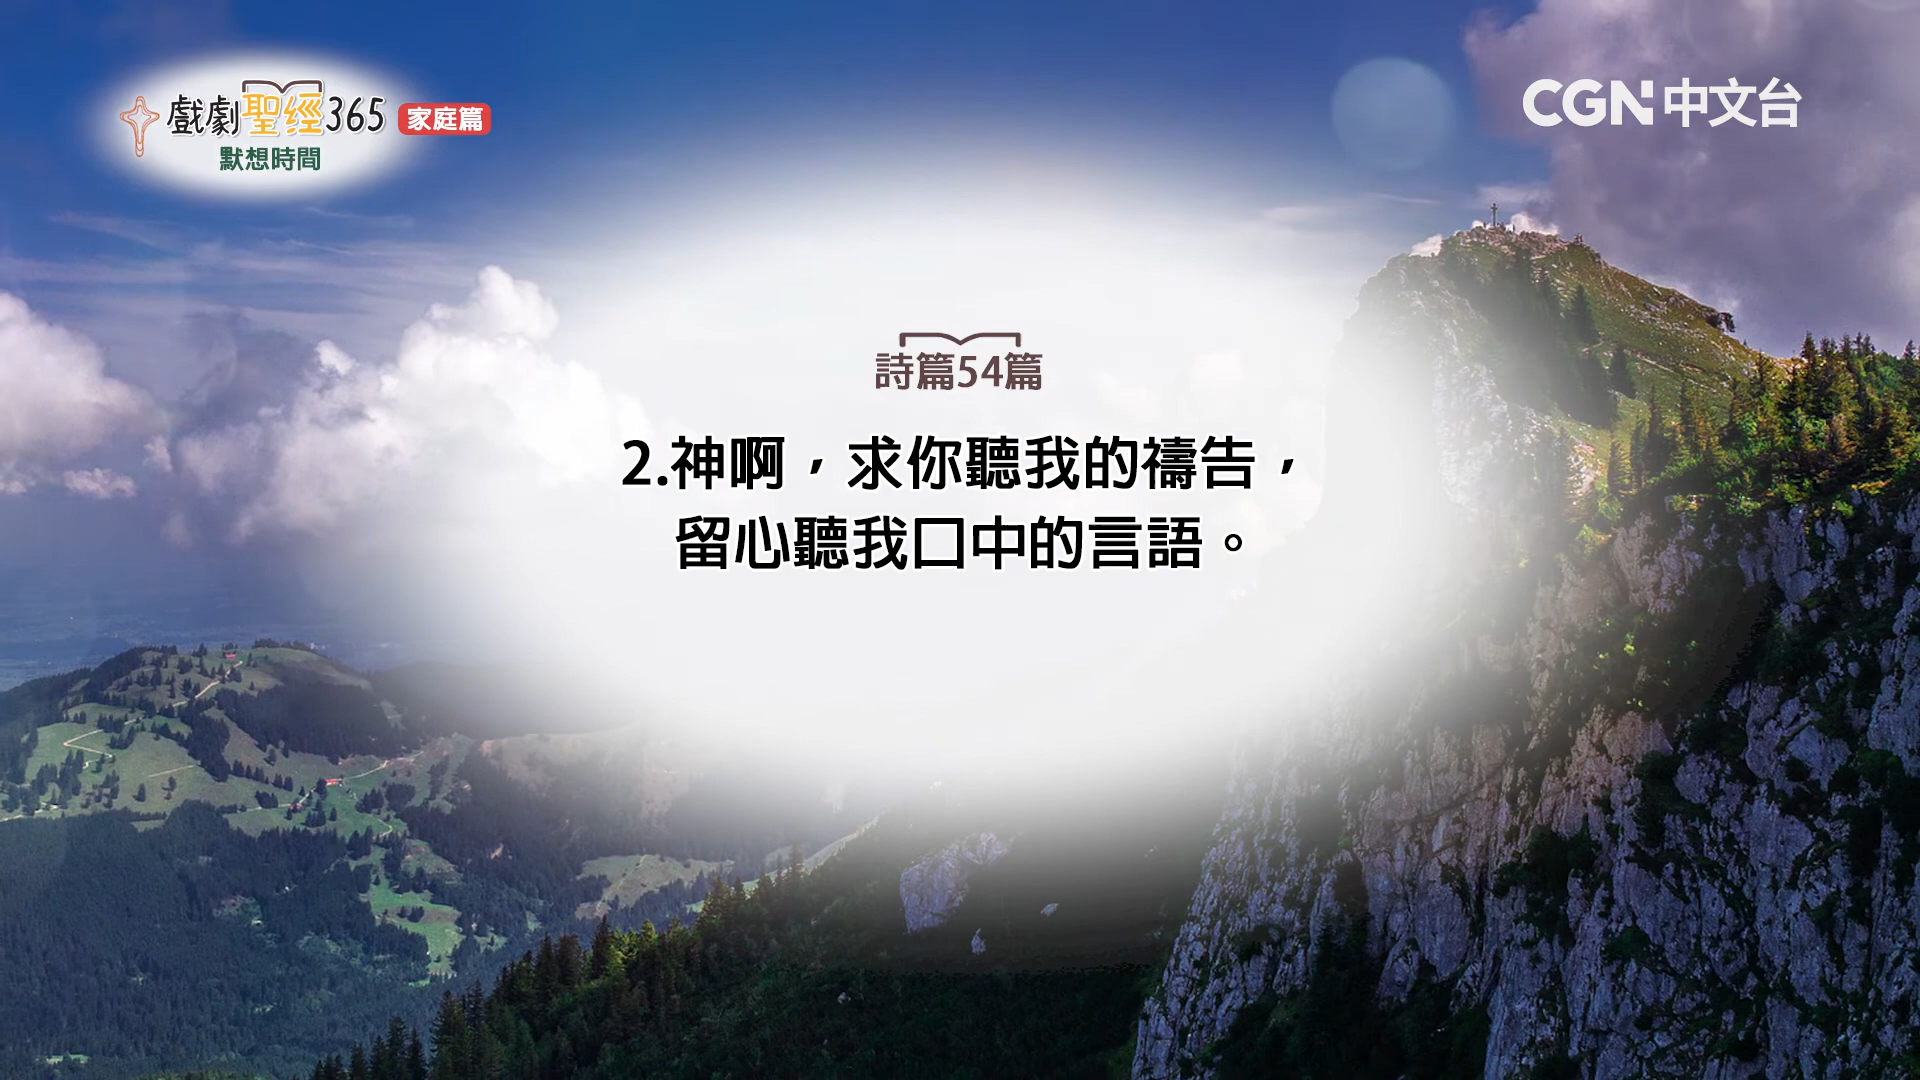 戲劇聖經365 家庭篇
默想時間
CGN中文台
詩篇54篇
2.神啊，求你聽我的禱告，
留心聽我口中的言語。